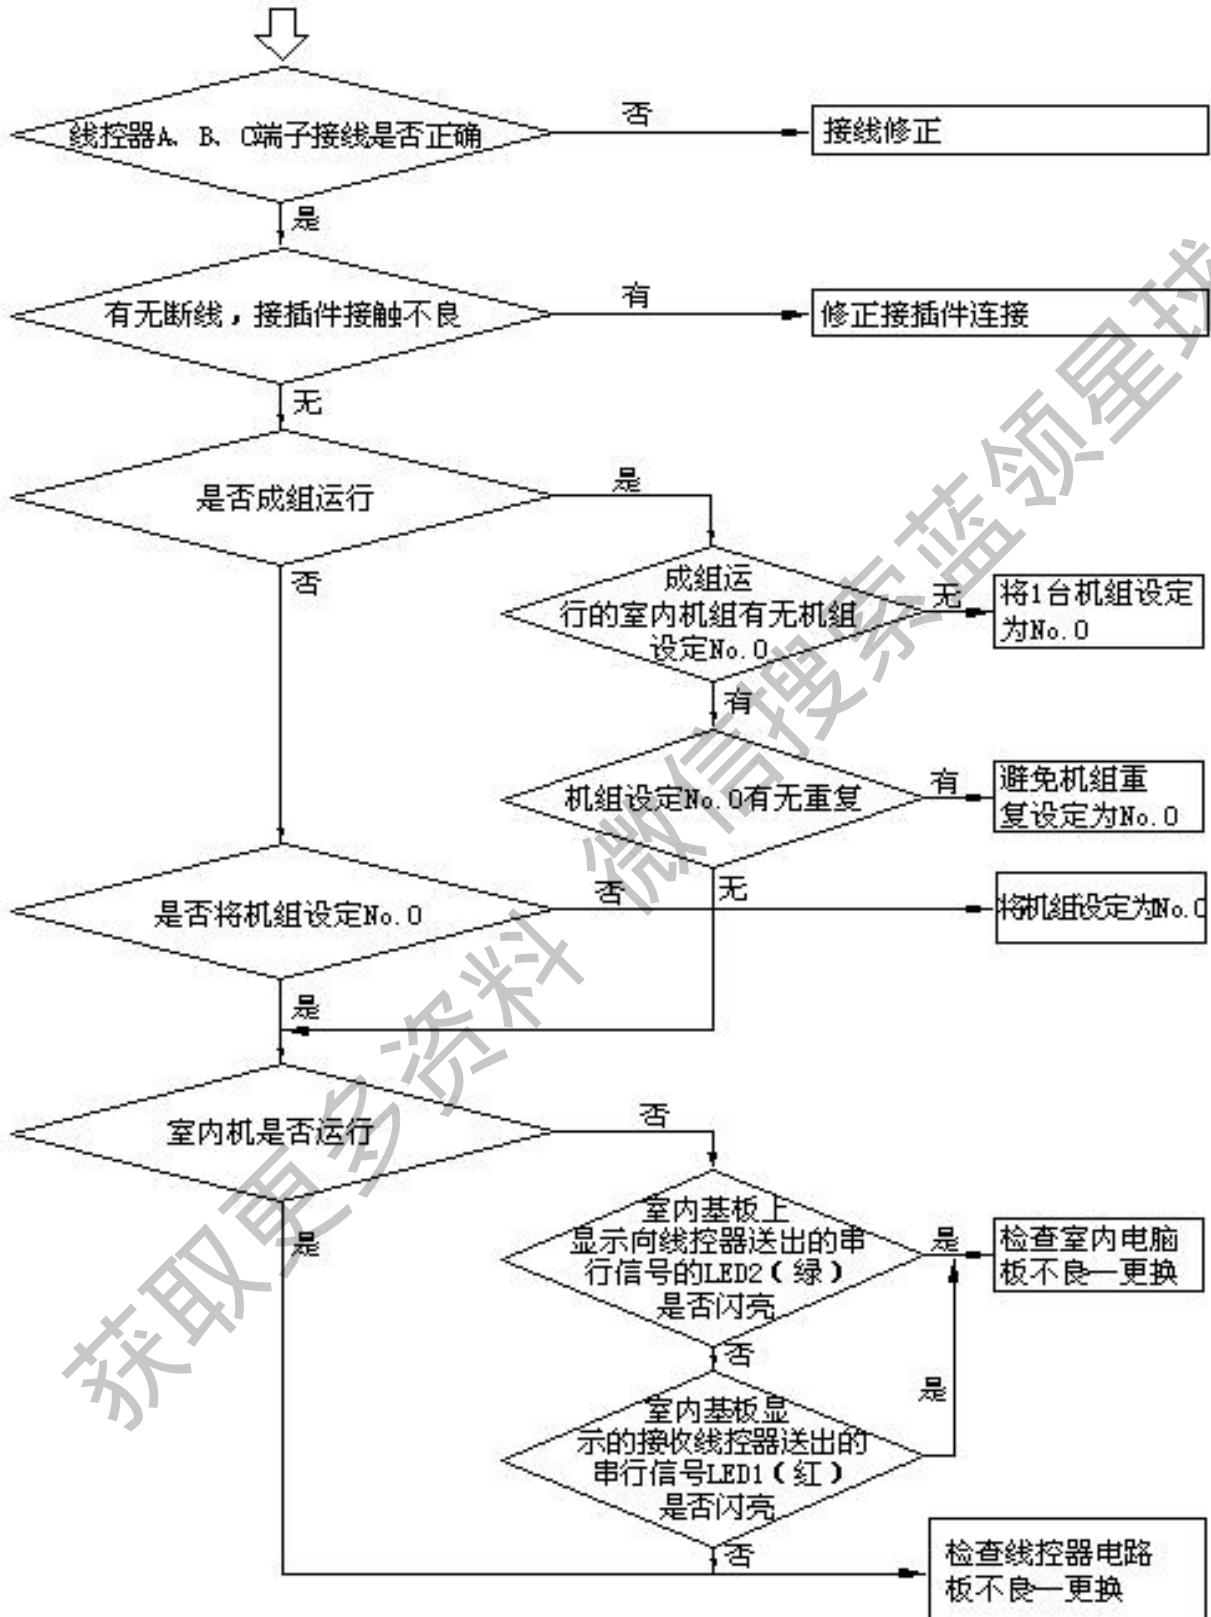 线控器A、B、C端子接线是否正确
否
接线修正
是
有无断线，接插件接触不良
有
修正接插件连接
无
是否成组运行
是
否
成组运
行的室内机组有无机组
设定No.0
无
将1台机组设定
为No.0
有
机组设定No.0有无重复
有
避免机组重
复设定为No.0
无
是否将机组设定No.0
否
将机组设定为No.0
是
室内机是否运行
否
是
室内基板上
显示向线控器送出的串
行信号的LED2（绿）
是否闪亮
是
检查室内电脑
板不良—更换
否
室内基板显
示的接收线控器送出的
串行信号LED1（红）
是否闪亮
是
否
检查线控器电路
板不良—更换
获取更多资料 微信搜索蓝领星球